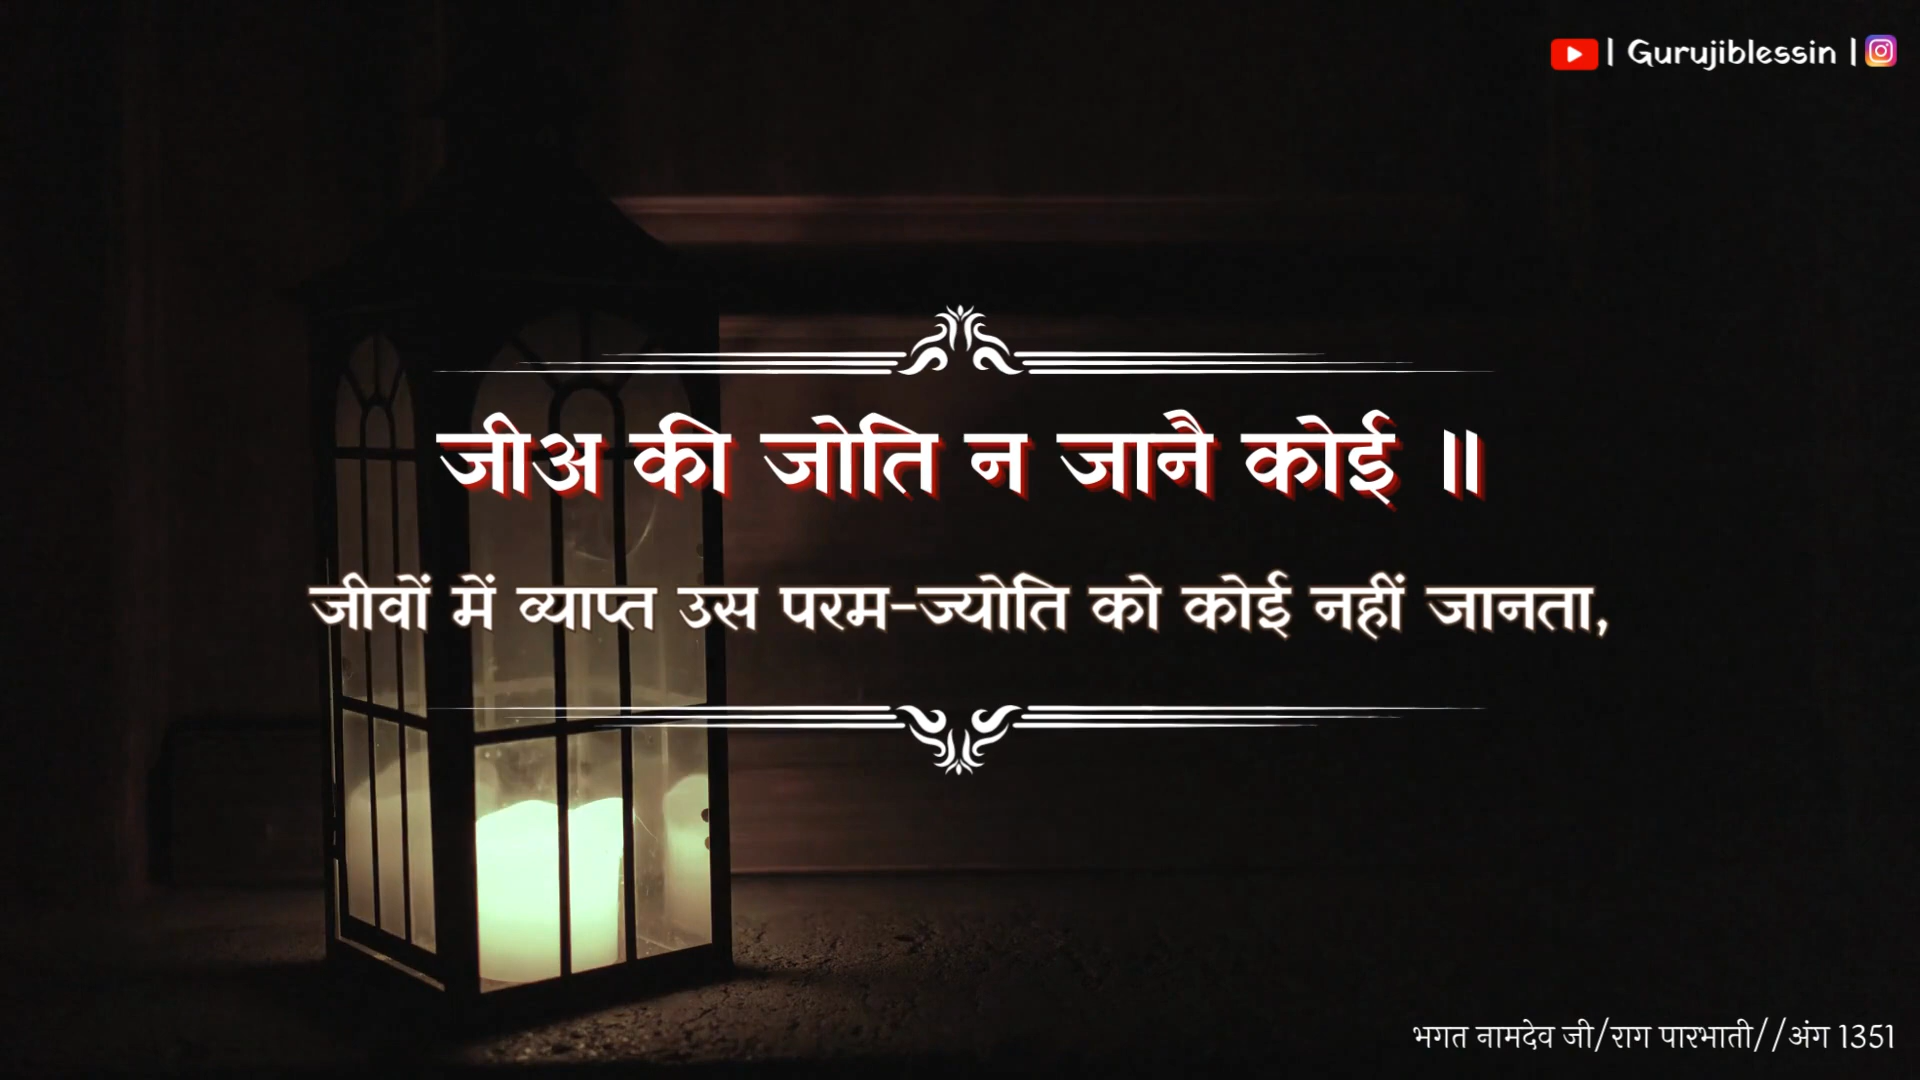 | Gurujiblessin |
जीअ की जोति न जानै कोई ॥
जीवों में व्याप्त उस परम-ज्योति को कोई नहीं जानता,
भगत नामदेव जी/राग पारभाती//अंग 1351